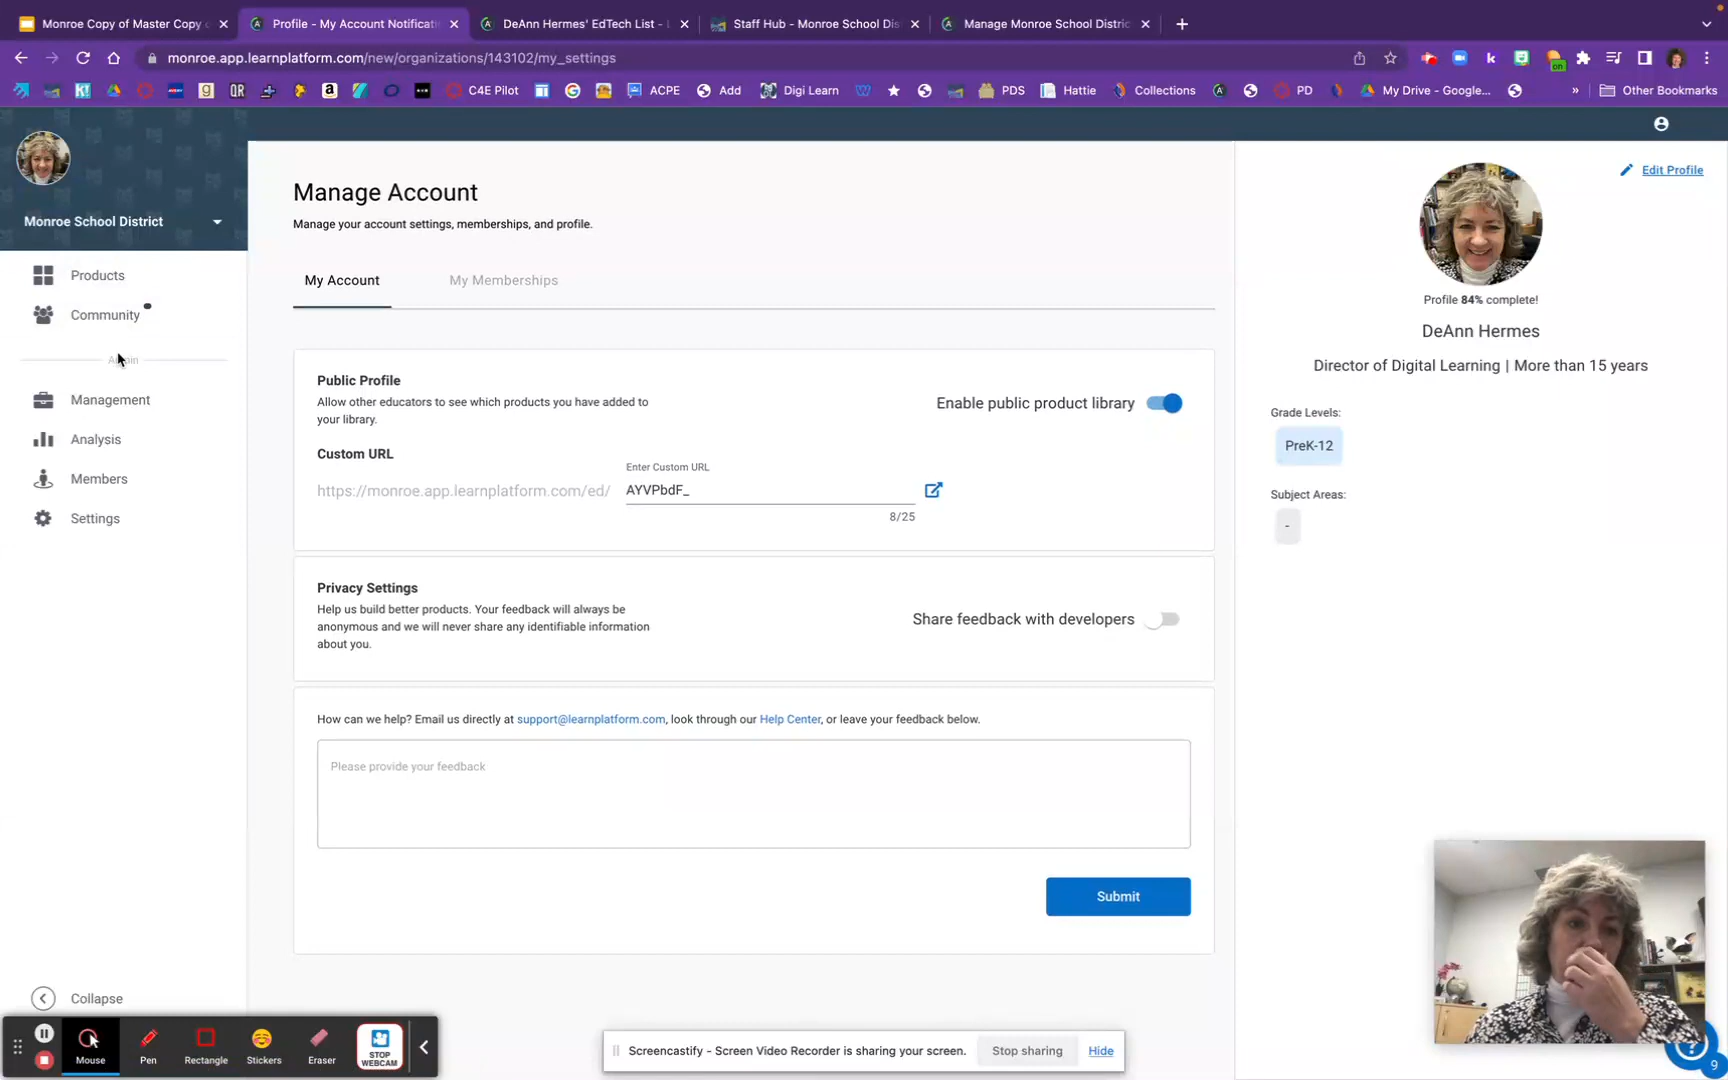 Monroe Copy of Master Copy
Profile - My Account Notificati
DeAnn Hermes' EdTech List -
Staff Hub - Monroe School Dis
Manage Monroe School Distric
monroe.app.learnplatform.com/new/organizations/143102/my_settings
on
K!
QR
C4E Pilot
ACPE
Add
Digi Learn
PDS
Hattie
Collections
PD
My Drive - Google...
»
Other Bookmarks
Monroe School District
Products
Community
Management
Analysis
Members
Settings
Collapse
Manage Account
Manage your account settings, memberships, and profile.
My Account
My Memberships
Public Profile
Allow other educators to see which products you have added to
your library.
Enable public product library
Custom URL
Enter Custom URL
https://monroe.app.learnplatform.com/ed/
AYVPbdF_
8/25
Privacy Settings
Help us build better products. Your feedback will always be
anonymous and we will never share any identifiable information
about you.
Share feedback with developers
How can we help? Email us directly at support@learnplatform.com, look through our Help Center, or leave your feedback below.
Please provide your feedback
Submit
Edit Profile
Profile 84% complete!
DeAnn Hermes
Director of Digital Learning | More than 15 years
Grade Levels:
PreK-12
Subject Areas:
-
Mouse
Pen
Rectangle
Stickers
Eraser
STOP
WEBCAM
Screencastify - Screen Video Recorder is sharing your screen.
Stop sharing
Hide
9